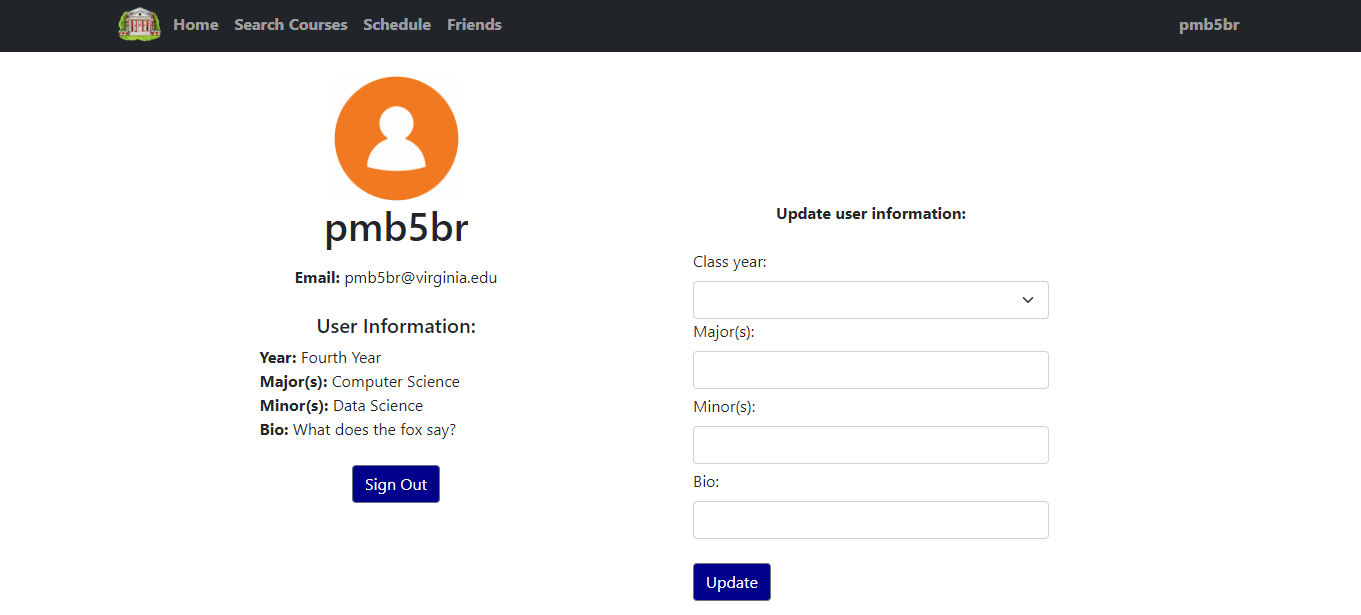 Home Search Courses Schedule Friends pmb5br
pmb5br
Email: pmb5br@virginia.edu
User Information:
Year: Fourth Year
Major(s): Computer Science
Minor(s): Data Science
Bio: What does the fox say?
Sign Out
Update user information:
Class year:
Major(s):
Minor(s):
Bio:
Update